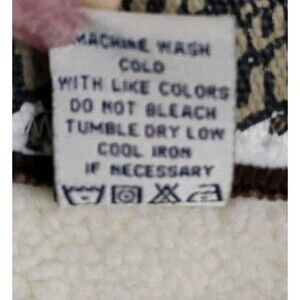 MACHINE WASH
COLD
WITH LIKE COLORS
DO NOT BLEACH
TUMBLE DRY LOW
COOL IRON
IF NECESSARY